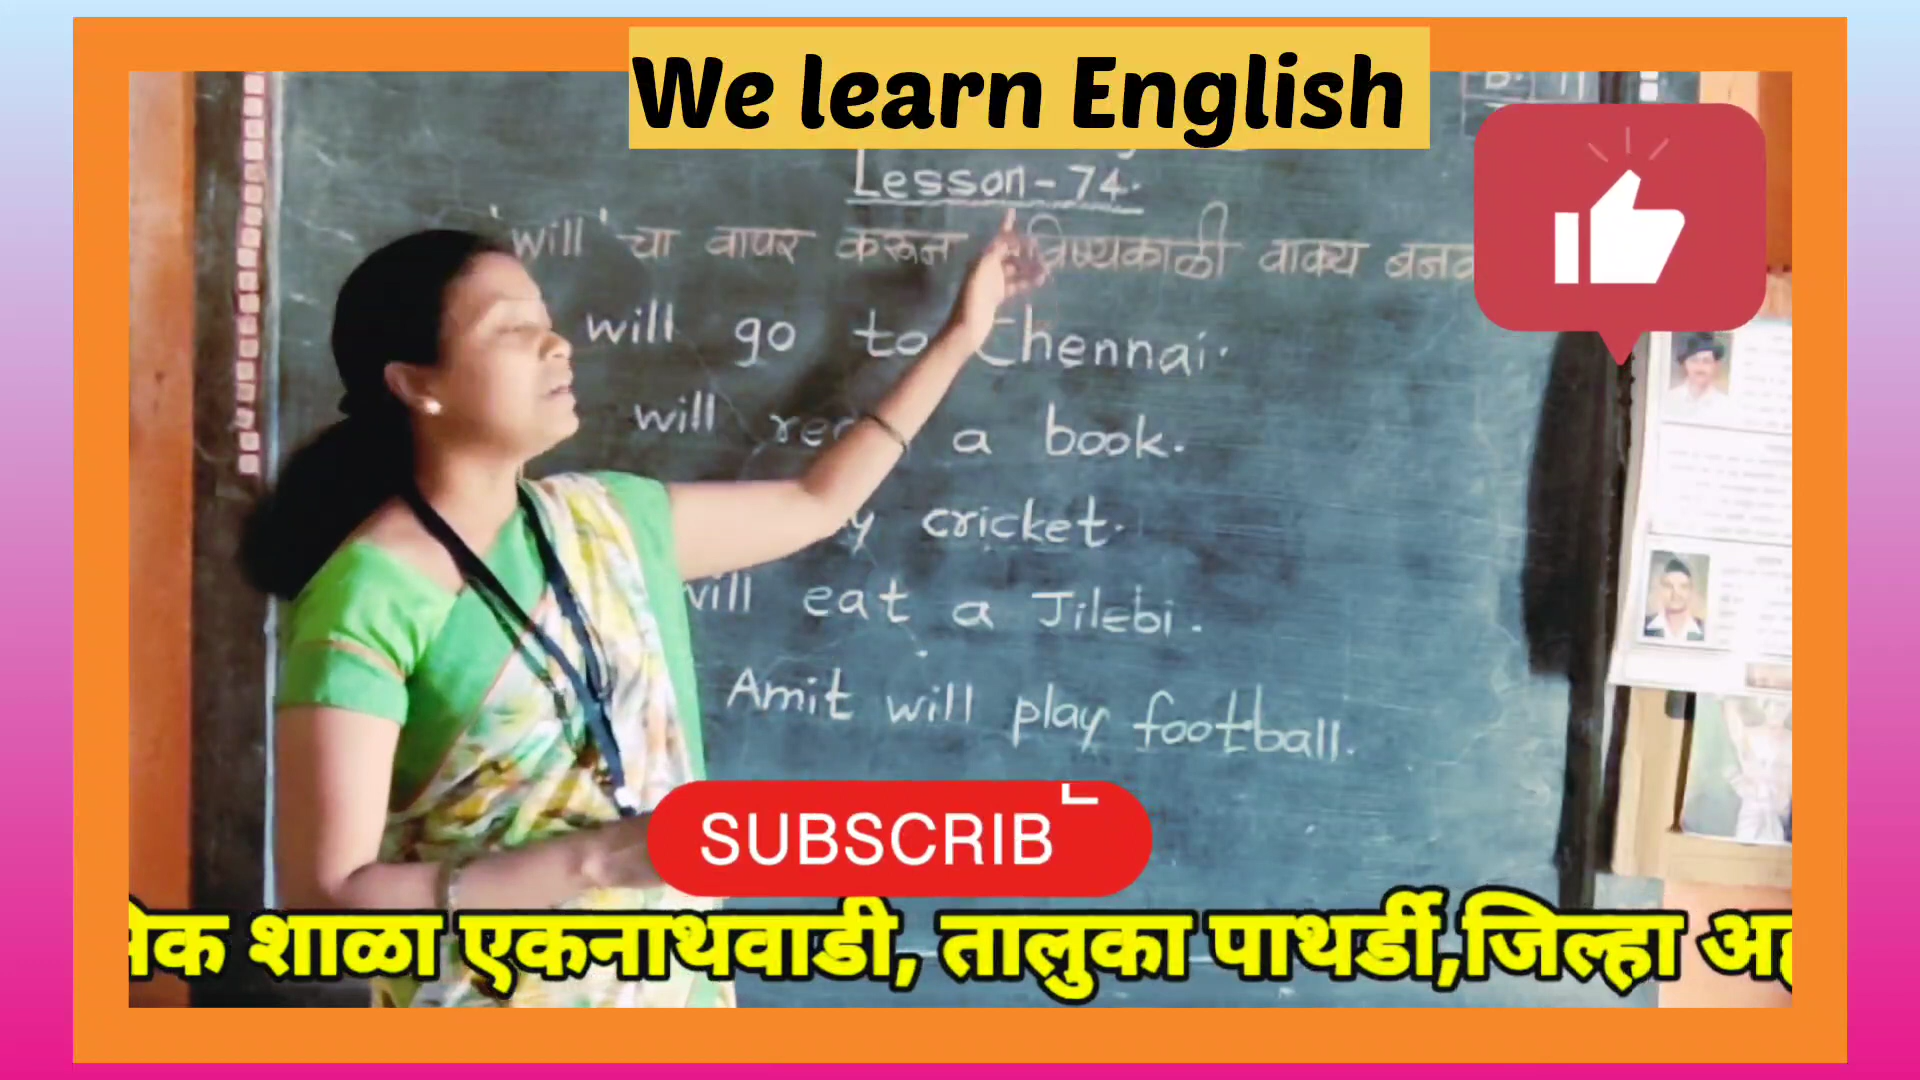 We learn English
Lesson-74.
'will' चा वापर करून भविष्यकाळी वाक्य
will go to Chennai.
will read a book.
cricket.
will eat a Jilebi.
Amit will play football.
SUBSCRIB
शाळा एकनाथवाडी, तालुका पाथर्डी,जिल्हा